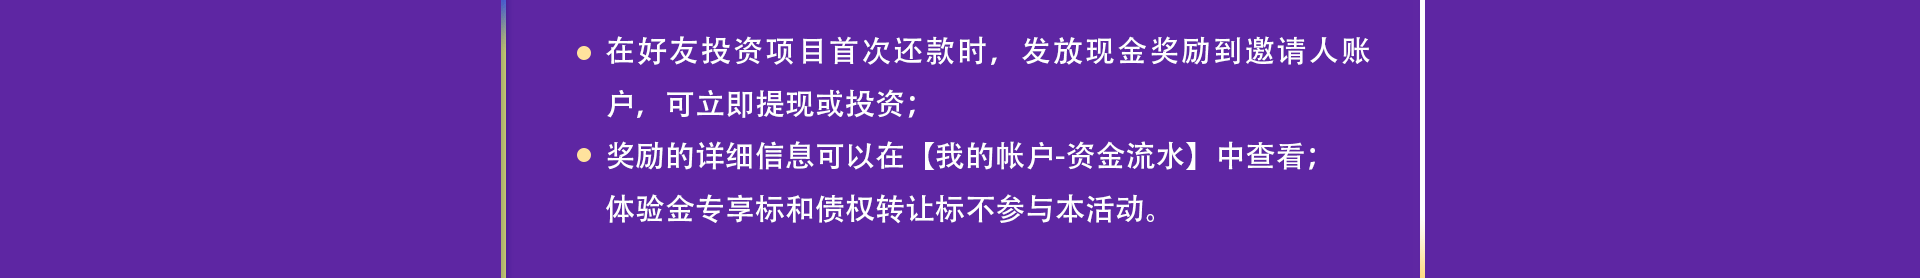 在好友投资项目首次还款时，发放现金奖励到邀请人账
户，可立即提现或投资；
奖励的详细信息可以在【我的帐户-资金流水】中查看；
体验金专享标和债权转让标不参与本活动。